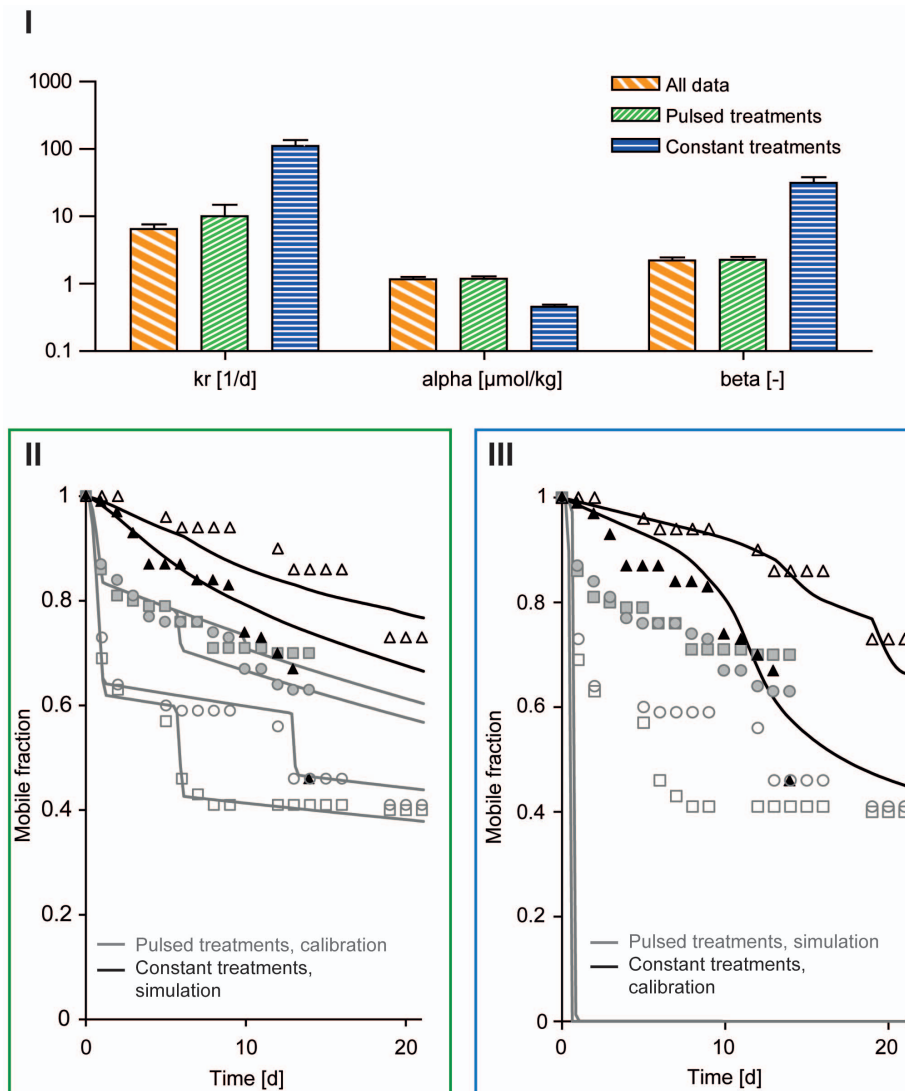 I
1000
100
10
1
0.1
All data
Pulsed treatments
Constant treatments
kr [1/d]
alpha [µmol/kg]
beta [-]
II
1
0.8
0.6
0.4
0.2
0
Mobile fraction
Pulsed treatments, calibration
Constant treatments,
simulation
0
10
20
Time [d]
III
1
0.8
0.6
0.4
0.2
0
Mobile fraction
Pulsed treatments, simulation
Constant treatments,
calibration
0
10
20
Time [d]